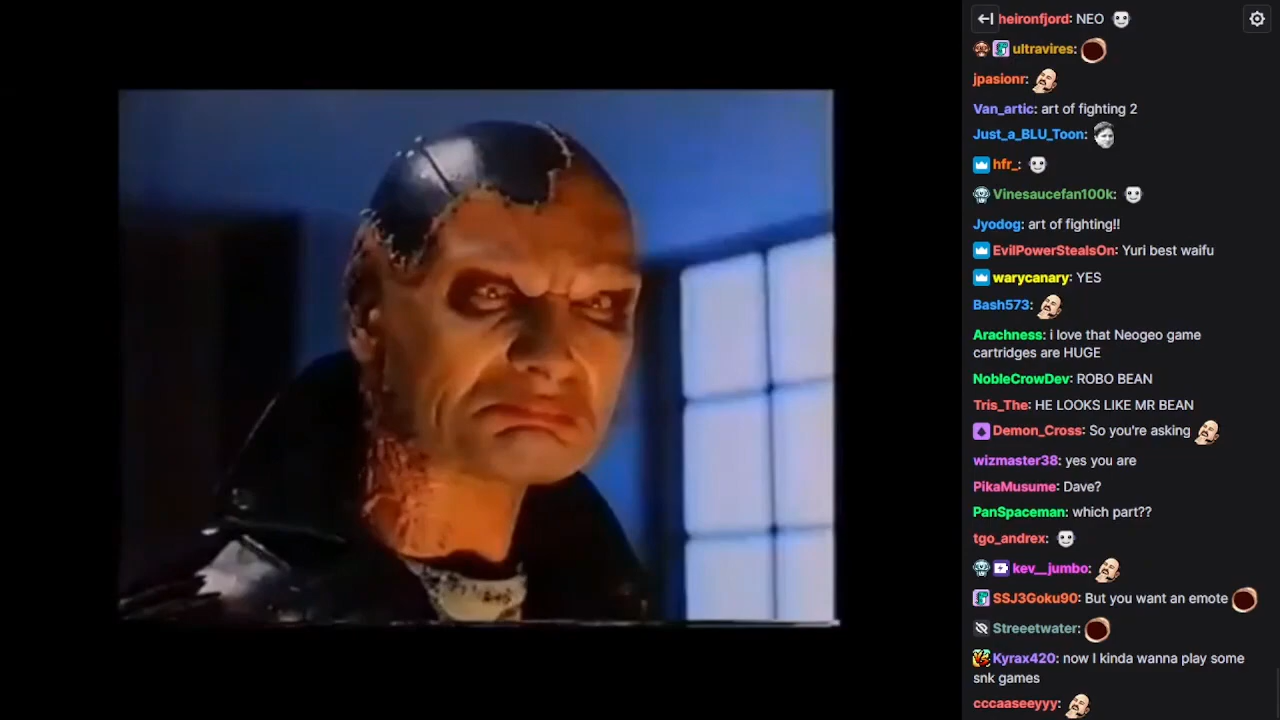 heironfjord: NEO
ultravires:
jpasionr:
Van_artic: art of fighting 2
Just_a_BLU_Toon:
hfr_:
Vinesaucefan100k:
Jyodog: art of fighting!!
EvilPowerStealsOn: Yuri best waifu
warycanary: YES
Bash573:
Arachness: i love that Neogeo game
cartridges are HUGE
NobleCrowDev: ROBO BEAN
Tris_The: HE LOOKS LIKE MR BEAN
Demon_Cross: So you're asking
wizmaster38: yes you are
PikaMusume: Dave?
PanSpaceman: which part??
tgo_andrex:
kev__jumbo:
SSJ3Goku90: But you want an emote
Streeetwater:
Kyrax420: now I kinda wanna play some
snk games
cccaaseeyyy: